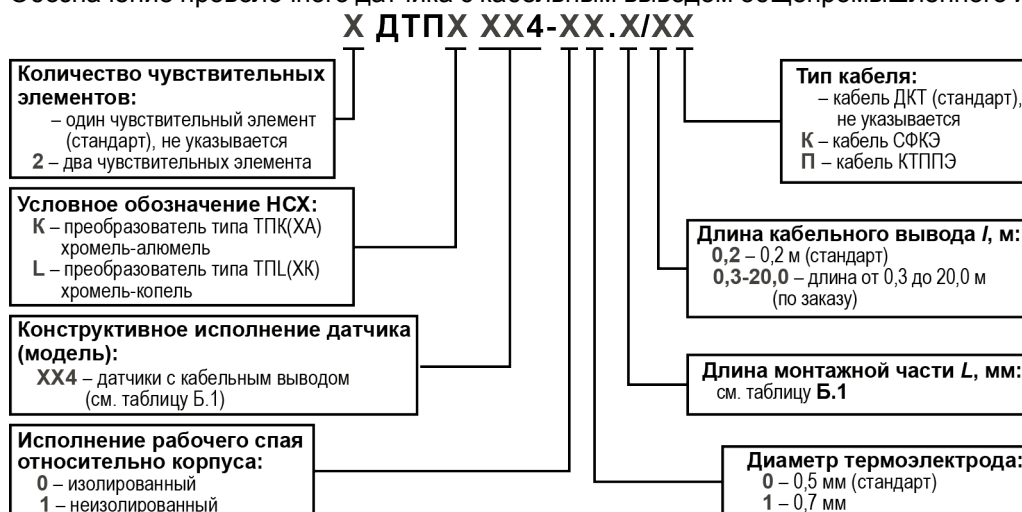 Х ДТПХ ХХ4-ХХ.Х/ХХ
Количество чувствительных
элементов:
– один чувствительный элемент
(стандарт), не указывается
2 – два чувствительных элемента
Условное обозначение НСХ:
К – преобразователь типа ТПК(ХА)
хромель-алюмель
L – преобразователь типа ТПL(ХК)
хромель-копель
Конструктивное исполнение датчика
(модель):
ХХ4 – датчики с кабельным выводом
(см. таблицу Б.1)
Исполнение рабочего спая
относительно корпуса:
0 – изолированный
1 – неизолированный
Тип кабеля:
– кабель ДКТ (стандарт),
не указывается
К – кабель СФКЭ
П – кабель КТППЭ
Длина кабельного вывода l, м:
0,2 – 0,2 м (стандарт)
0,3-20,0 – длина от 0,3 до 20,0 м
(по заказу)
Длина монтажной части L, мм:
см. таблицу Б.1
Диаметр термоэлектрода:
0 – 0,5 мм (стандарт)
1 – 0,7 мм